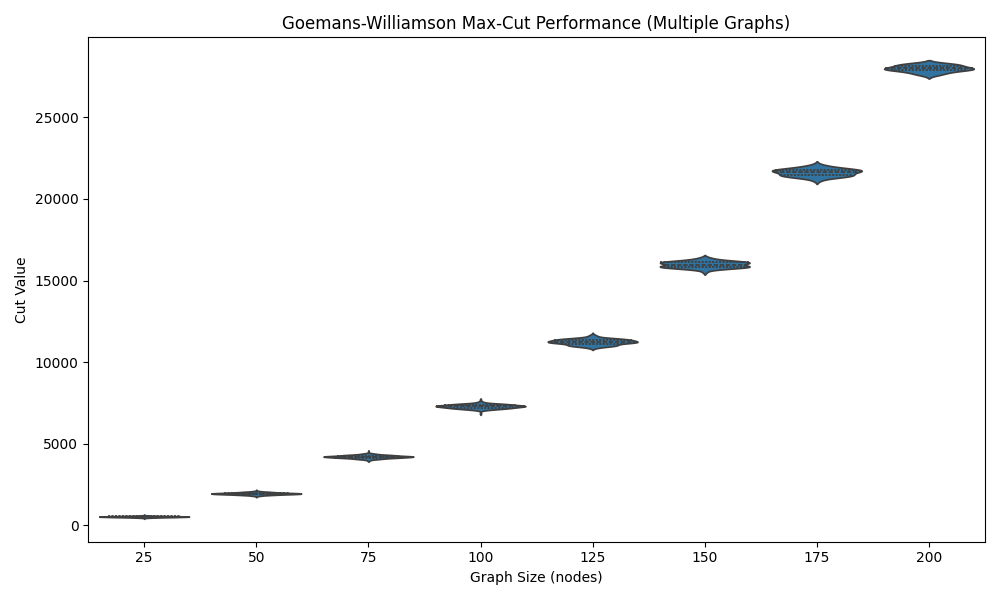 Goemans-Williamson Max-Cut Performance (Multiple Graphs)
Cut Value
25000
20000
15000
10000
5000
0
25 50 75 100 125 150 175 200
Graph Size (nodes)